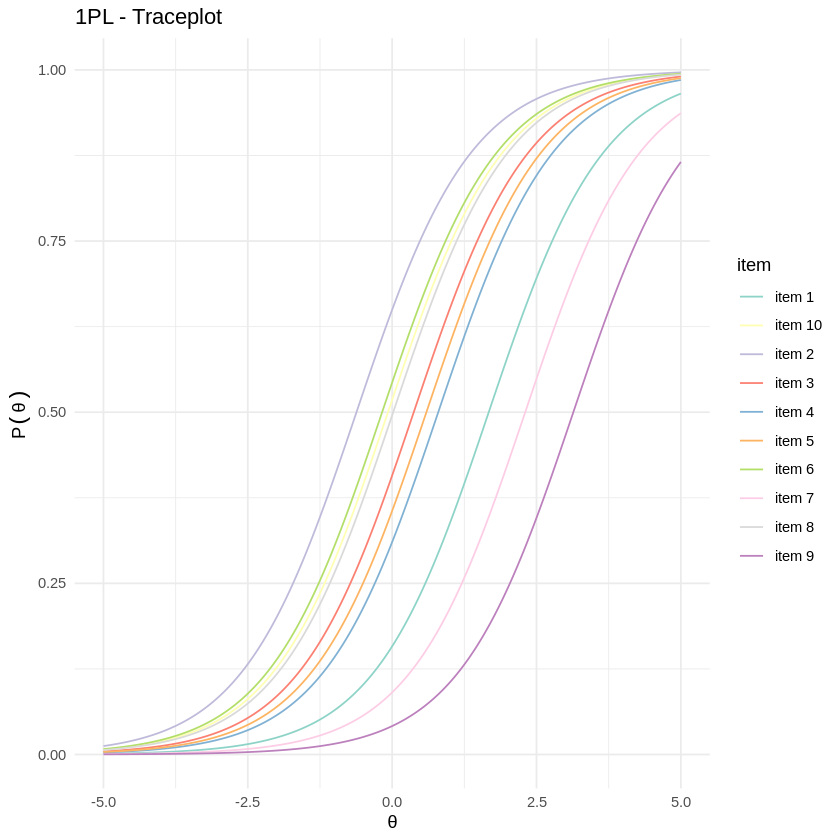 1PL - Traceplot
1.00
0.75
0.50
0.25
0.00
P(θ)
-5.0
-2.5
0.0
2.5
5.0
θ
item
item 1
item 10
item 2
item 3
item 4
item 5
item 6
item 7
item 8
item 9